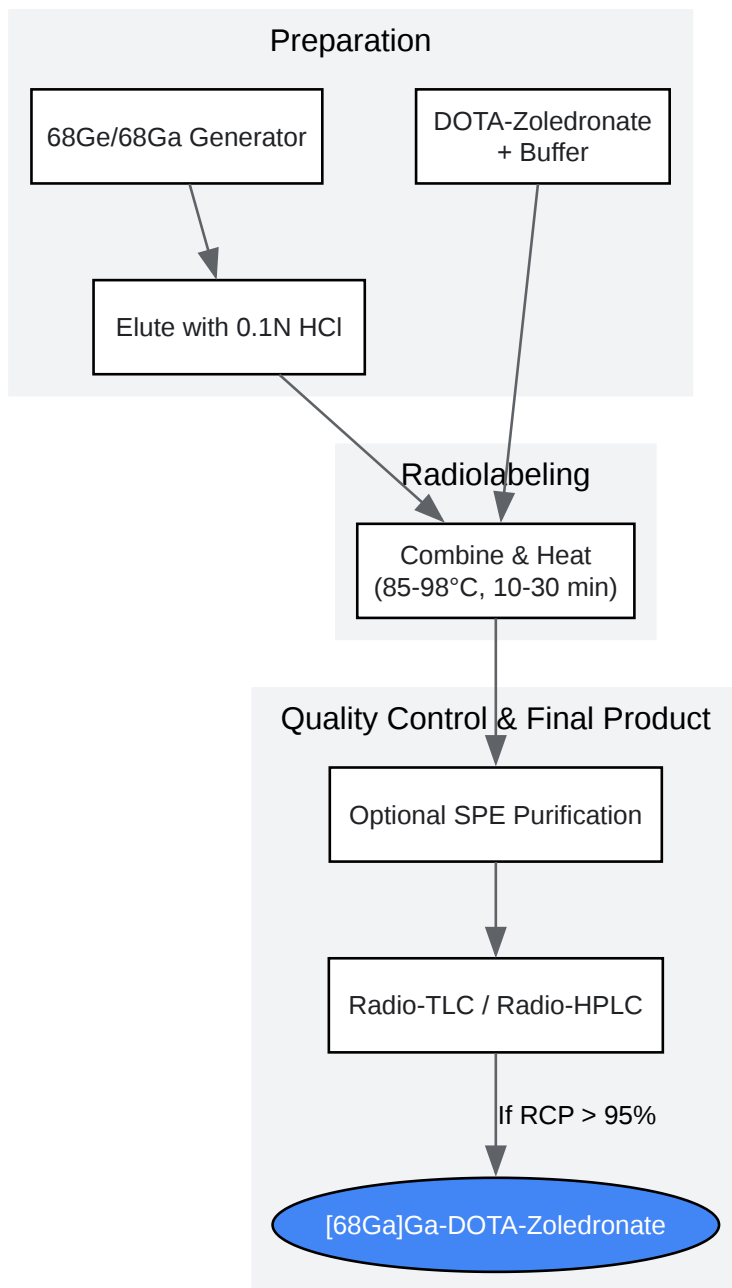 Preparation
68Ge/68Ga Generator
DOTA-Zoledronate
+ Buffer
Elute with 0.1N HCl
Radiolabeling
Combine & Heat
(85-98°C, 10-30 min)
Quality Control & Final Product
Optional SPE Purification
Radio-TLC / Radio-HPLC
If RCP > 95%
[68Ga]Ga-DOTA-Zoledronate